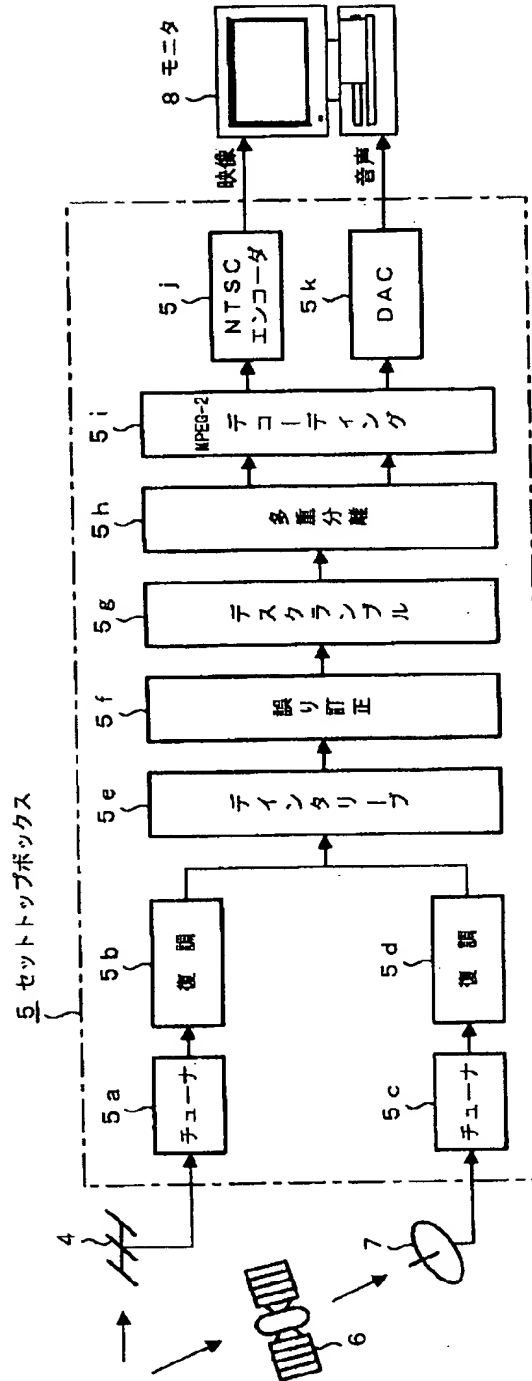 5 セットトップボックス
4
5a
チューナ
5b
復調
6
7
5c
チューナ
5d
復調
5e
デインタリーブ
5f
誤り訂正
5g
デスクランブル
5h
多重分離
5i
MPEG-2
デコーディング
5j
NTSC
エンコーダ
5k
DAC
映像
音声
8 モニタ